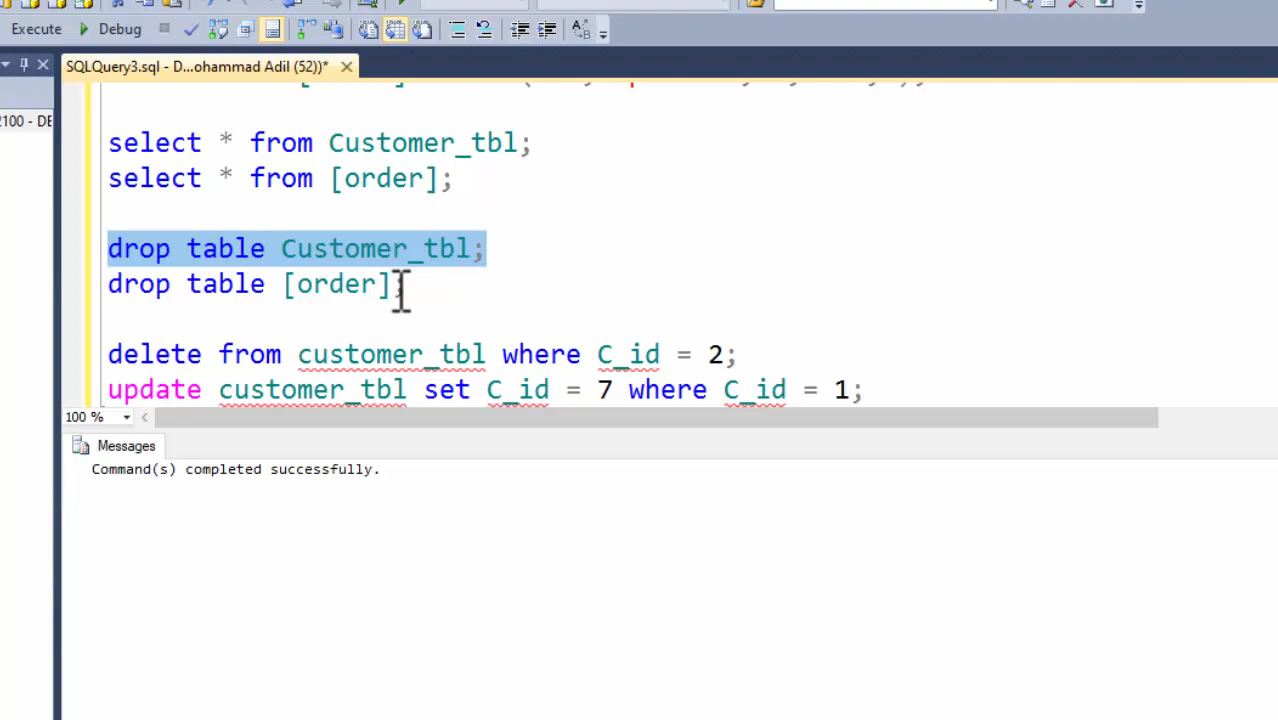 Execute Debug
SQLQuery3.sql - D...ohammad Adil (52))*
2100 - DE
select * from Customer_tbl;
select * from [order];
drop table Customer_tbl;
drop table [order];
delete from customer_tbl where C_id = 2;
update customer_tbl set C_id = 7 where C_id = 1;
100 %
Messages
Command(s) completed successfully.